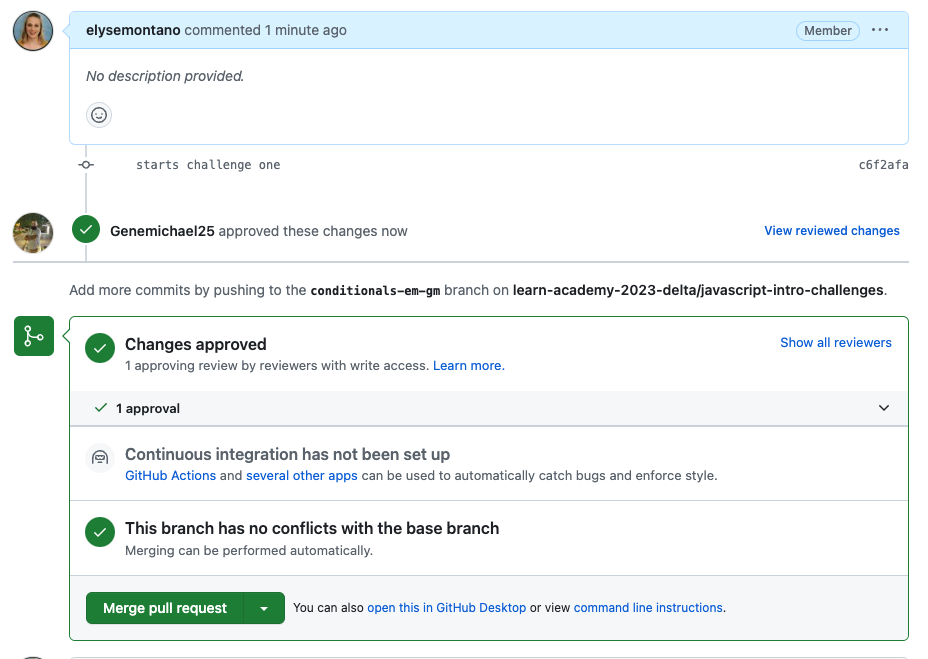 elysemontano commented 1 minute ago Member ...
No description provided.
starts challenge one c6f2afa
Genemichael25 approved these changes now View reviewed changes
Add more commits by pushing to the conditionals-em-gm branch on learn-academy-2023-delta/javascript-intro-challenges.
Changes approved Show all reviewers
1 approving review by reviewers with write access. Learn more.
1 approval
Continuous integration has not been set up
GitHub Actions and several other apps can be used to automatically catch bugs and enforce style.
This branch has no conflicts with the base branch
Merging can be performed automatically.
Merge pull request You can also open this in GitHub Desktop or view command line instructions.